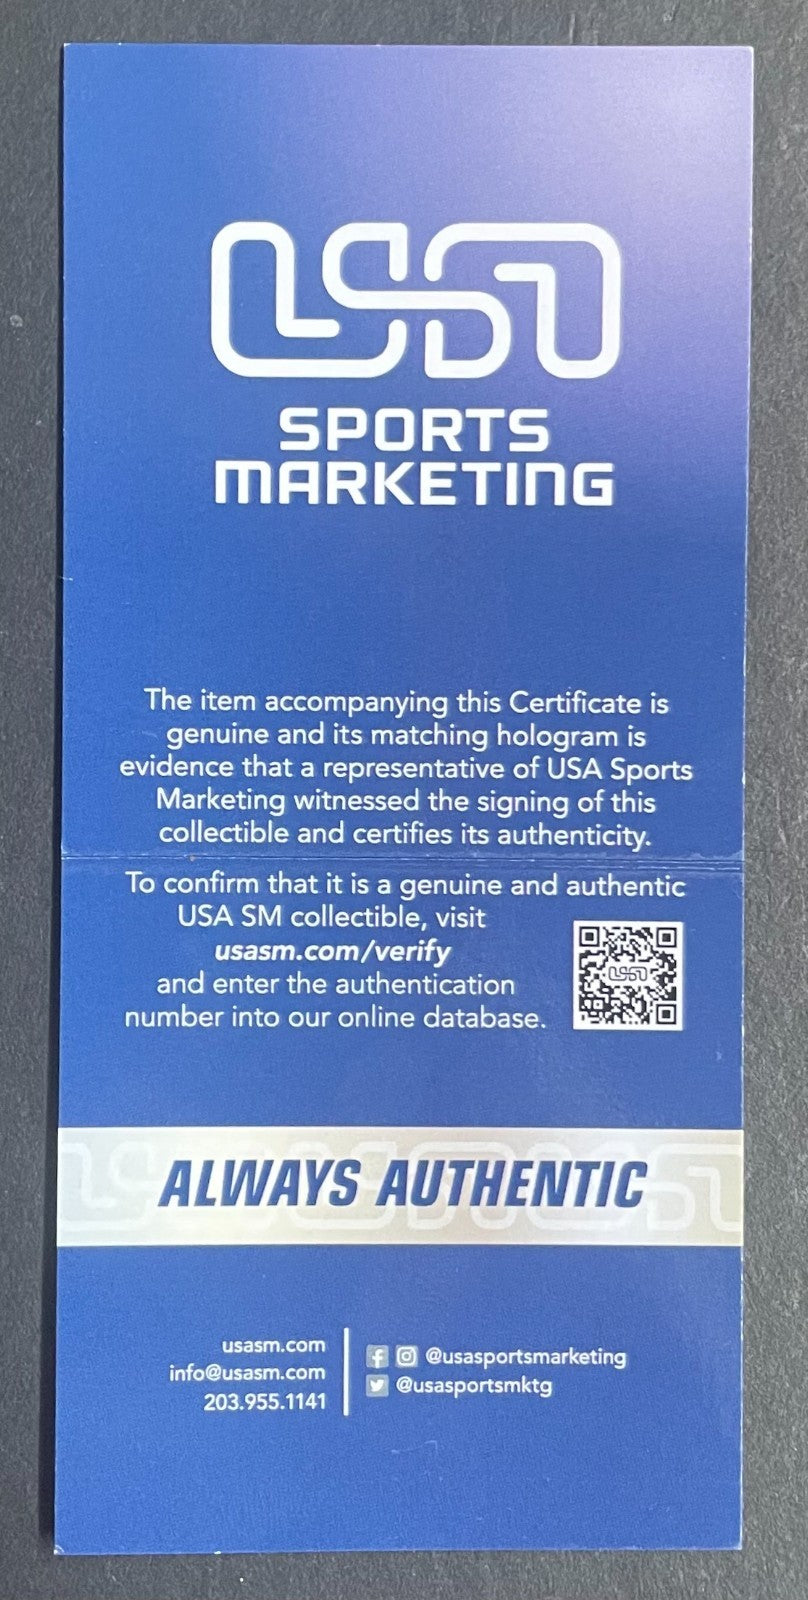 USA
SPORTS
MARKETING
The item accompanying this Certificate is
genuine and its matching hologram is
evidence that a representative of USA Sports
Marketing witnessed the signing of this
collectible and certifies its authenticity.
To confirm that it is a genuine and authentic
USA SM collectible, visit
usasm.com/verify
and enter the authentication
number into our online database.
USA
ALWAYS AUTHENTIC
usasm.com
info@usasm.com
203.955.1141
@usasportsmarketing
@usasportsmktg